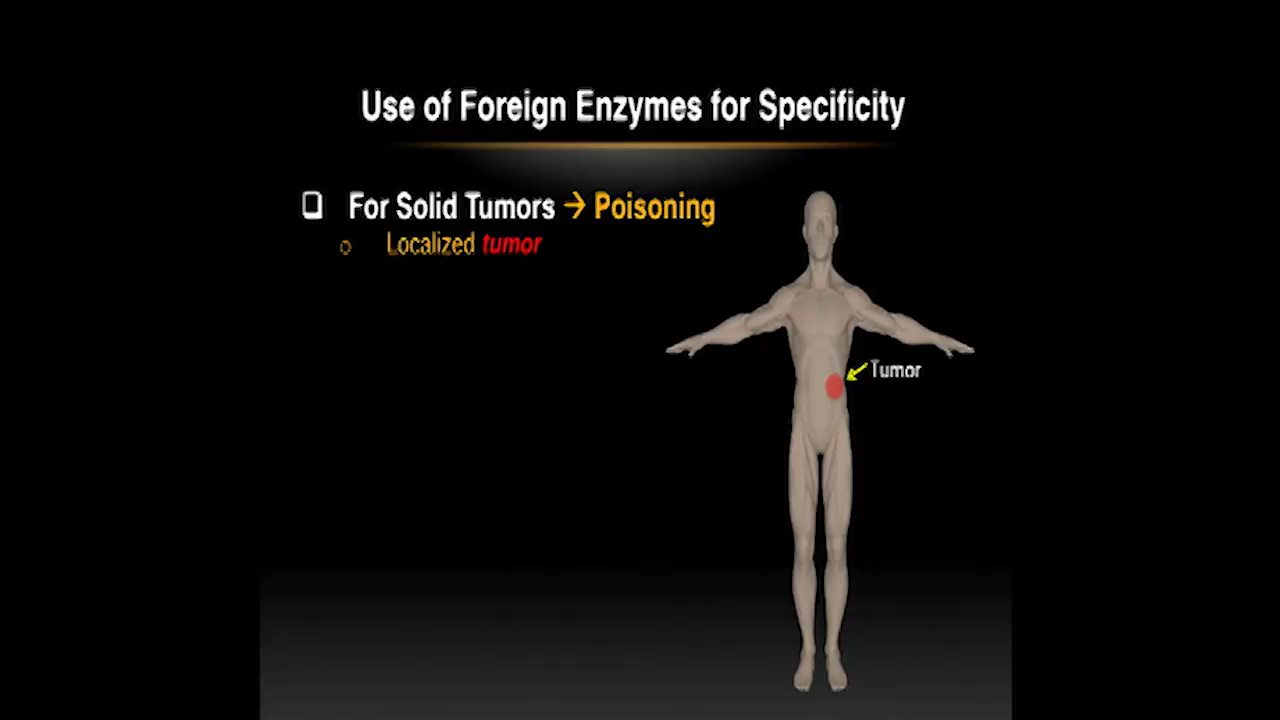 Use of Foreign Enzymes for Specificity
❑ For Solid Tumors → Poisoning
o Localized tumor
Tumor